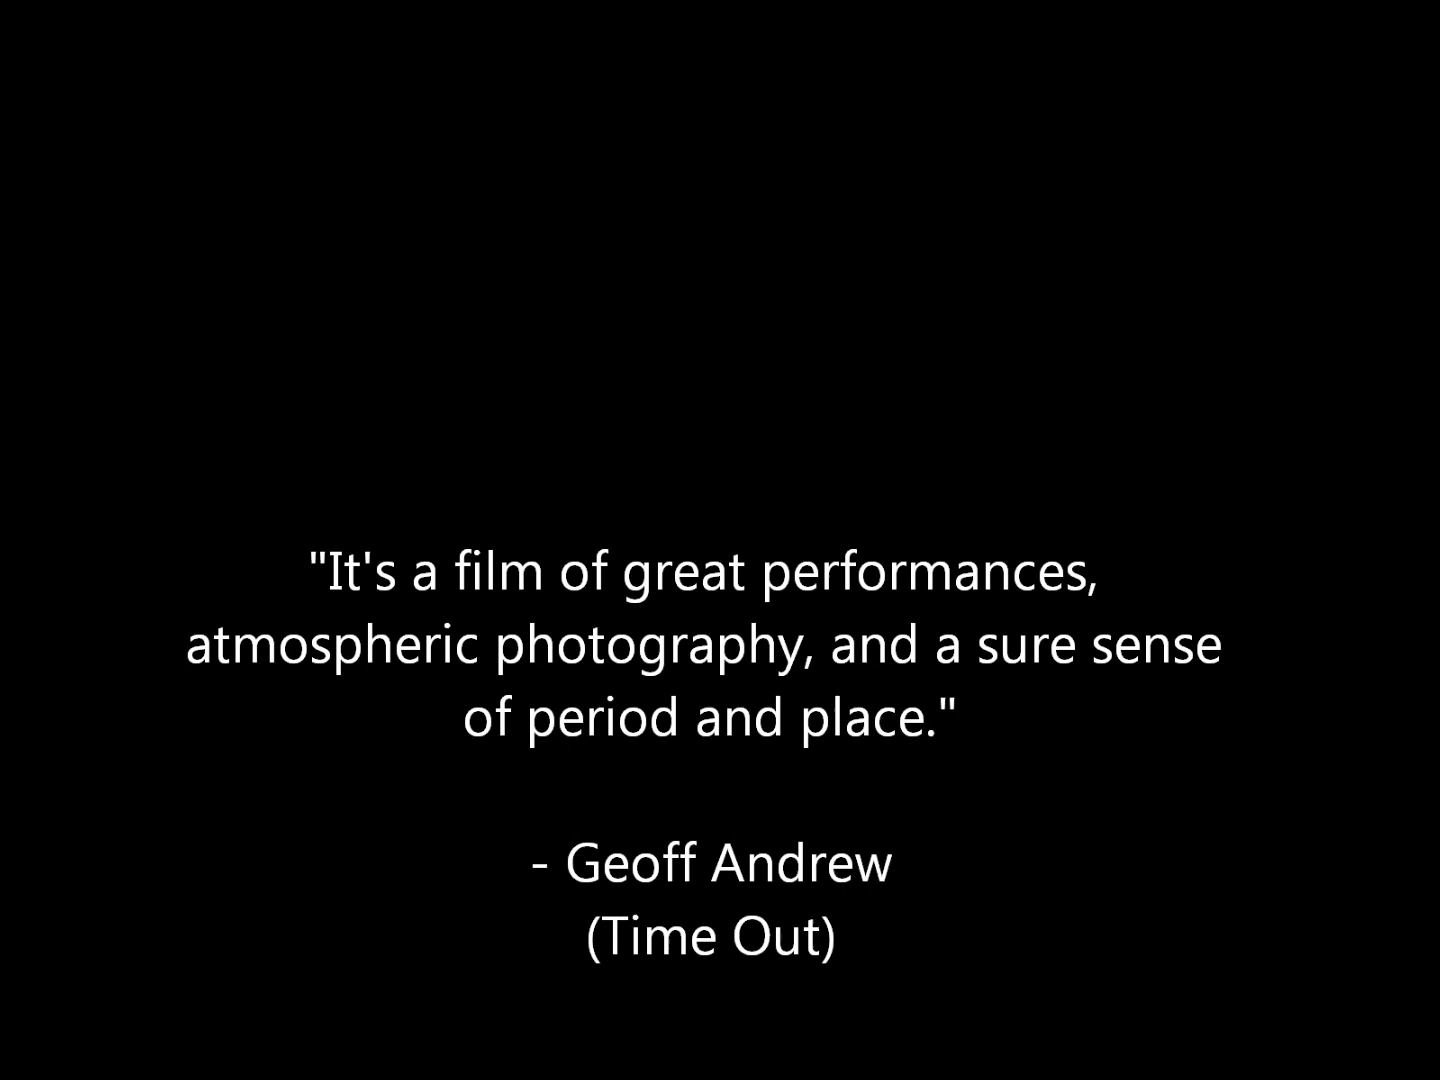 "It's a film of great performances,
atmospheric photography, and a sure sense
of period and place."
- Geoff Andrew
(Time Out)